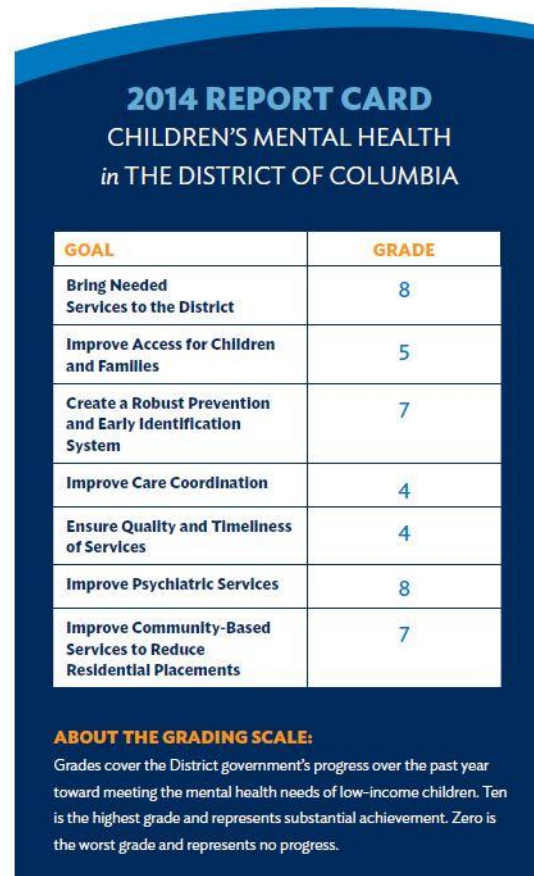 2014 REPORT CARD
CHILDREN'S MENTAL HEALTH
in THE DISTRICT OF COLUMBIA
GOAL GRADE
Bring Needed
Services to the District 8
Improve Access for Children
and Families 5
Create a Robust Prevention
and Early Identification
System 7
Improve Care Coordination 4
Ensure Quality and Timeliness
of Services 4
Improve Psychiatric Services 8
Improve Community-Based
Services to Reduce
Residential Placements 7
ABOUT THE GRADING SCALE:
Grades cover the District government's progress over the past year
toward meeting the mental health needs of low-income children. Ten
is the highest grade and represents substantial achievement. Zero is
the worst grade and represents no progress.